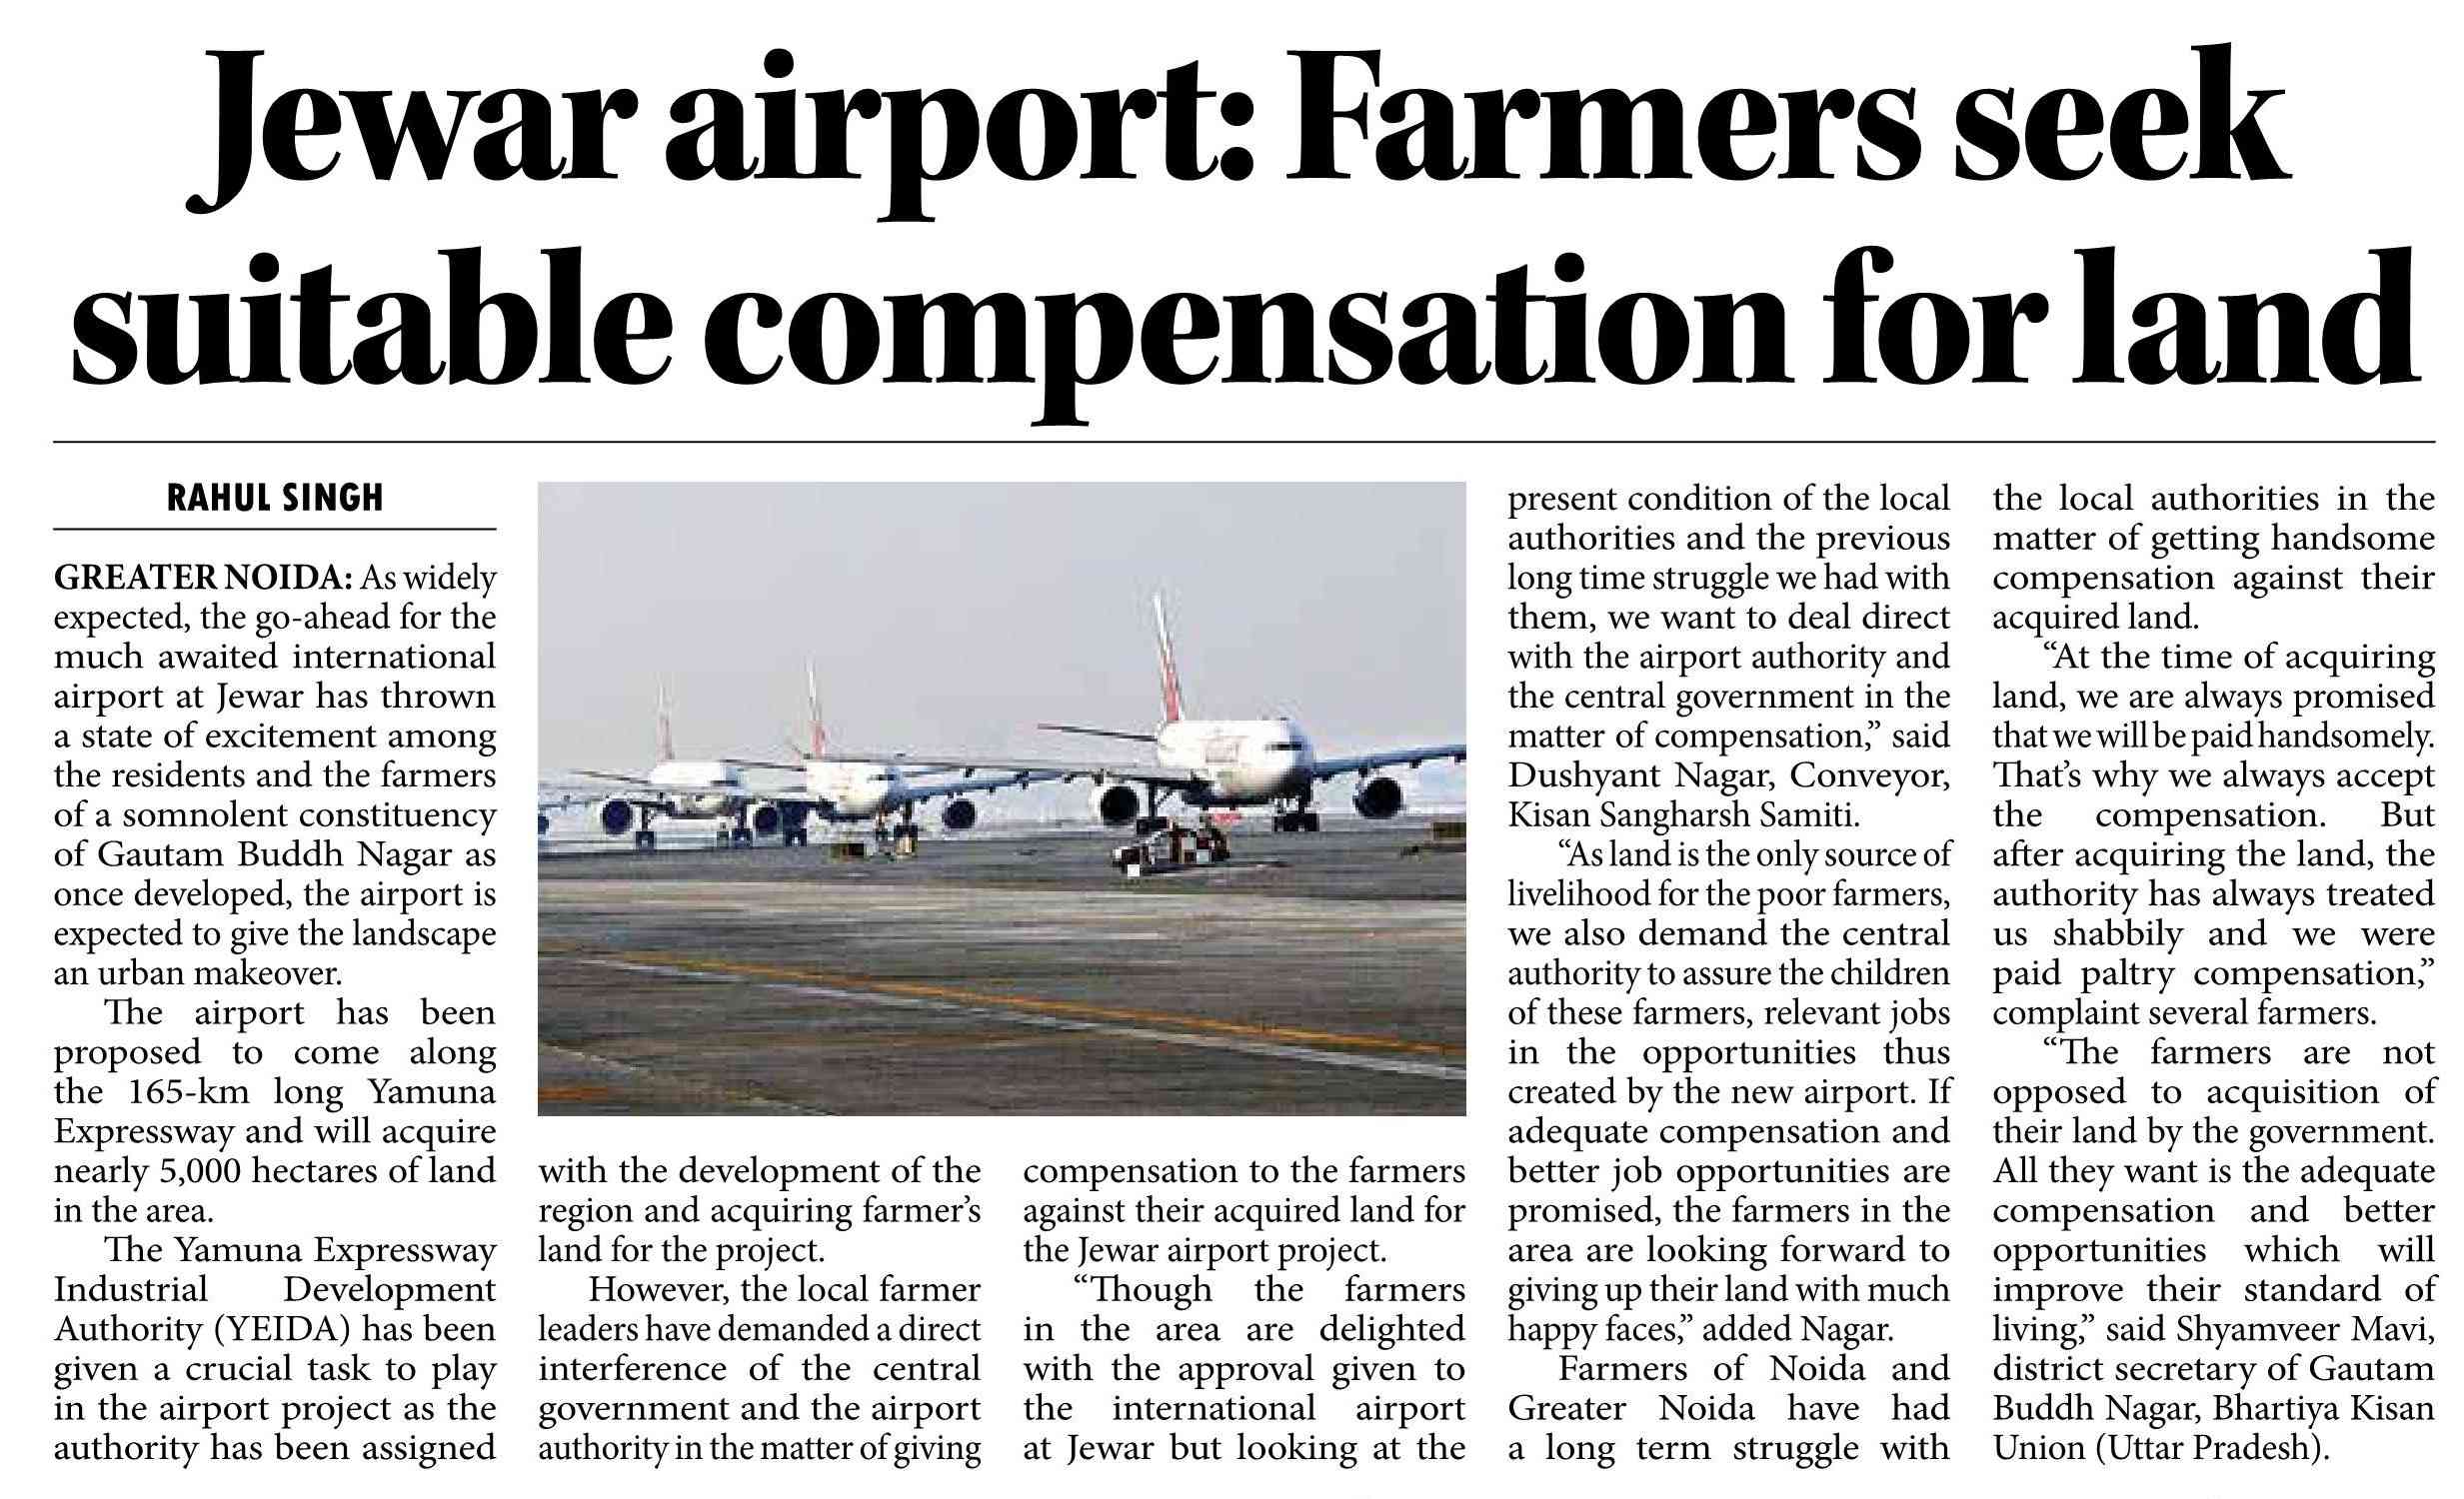 Jewar airport: Farmers seek
suitable compensation for land
RAHUL SINGH
GREATER NOIDA: As widely
expected, the go-ahead for the
much awaited international
airport at Jewar has thrown
a state of excitement among
the residents and the farmers
of a somnolent constituency
of Gautam Buddh Nagar as
once developed, the airport is
expected to give the landscape
an urban makeover.
The airport has been
proposed to come along
the 165-km long Yamuna
Expressway and will acquire
nearly 5,000 hectares of land
in the area.
The Yamuna Expressway
Industrial Development
Authority (YEIDA) has been
given a crucial task to play
in the airport project as the
authority has been assigned
with the development of the
region and acquiring farmer’s
land for the project.
However, the local farmer
leaders have demanded a direct
interference of the central
government and the airport
authority in the matter of giving
compensation to the farmers
against their acquired land for
the Jewar airport project.
“Though the farmers
in the area are delighted
with the approval given to
the international airport
at Jewar but looking at the
present condition of the local
authorities and the previous
long time struggle we had with
them, we want to deal direct
with the airport authority and
the central government in the
matter of compensation,” said
Dushyant Nagar, Conveyor,
Kisan Sangharsh Samiti.
“As land is the only source of
livelihood for the poor farmers,
we also demand the central
authority to assure the children
of these farmers, relevant jobs
in the opportunities thus
created by the new airport. If
adequate compensation and
better job opportunities are
promised, the farmers in the
area are looking forward to
giving up their land with much
happy faces,” added Nagar.
Farmers of Noida and
Greater Noida have had
a long term struggle with
the local authorities in the
matter of getting handsome
compensation against their
acquired land.
“At the time of acquiring
land, we are always promised
that we will be paid handsomely.
That’s why we always accept
the compensation. But
after acquiring the land, the
authority has always treated
us shabbily and we were
paid paltry compensation,”
complaint several farmers.
“The farmers are not
opposed to acquisition of
their land by the government.
All they want is the adequate
compensation and better
opportunities which will
improve their standard of
living,” said Shyamveer Mavi,
district secretary of Gautam
Buddh Nagar, Bhartiya Kisan
Union (Uttar Pradesh).